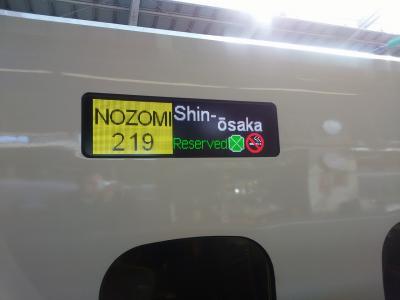 NOZOMI
219
Shin-
ōsaka
Reserved